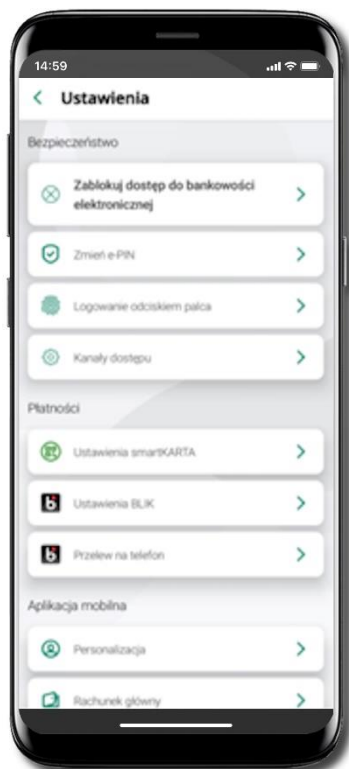 14:59
Ustawienia
Bezpieczeństwo
Zablokuj dostęp do bankowości
elektronicznej
Zmień e-PIN
Logowanie odciskiem palca
Kanały dostępu
Płatności
Ustawienia smartKARTA
Ustawienia BLIK
Przelew na telefon
Aplikacja mobilna
Personalizacja
Rachunek główny